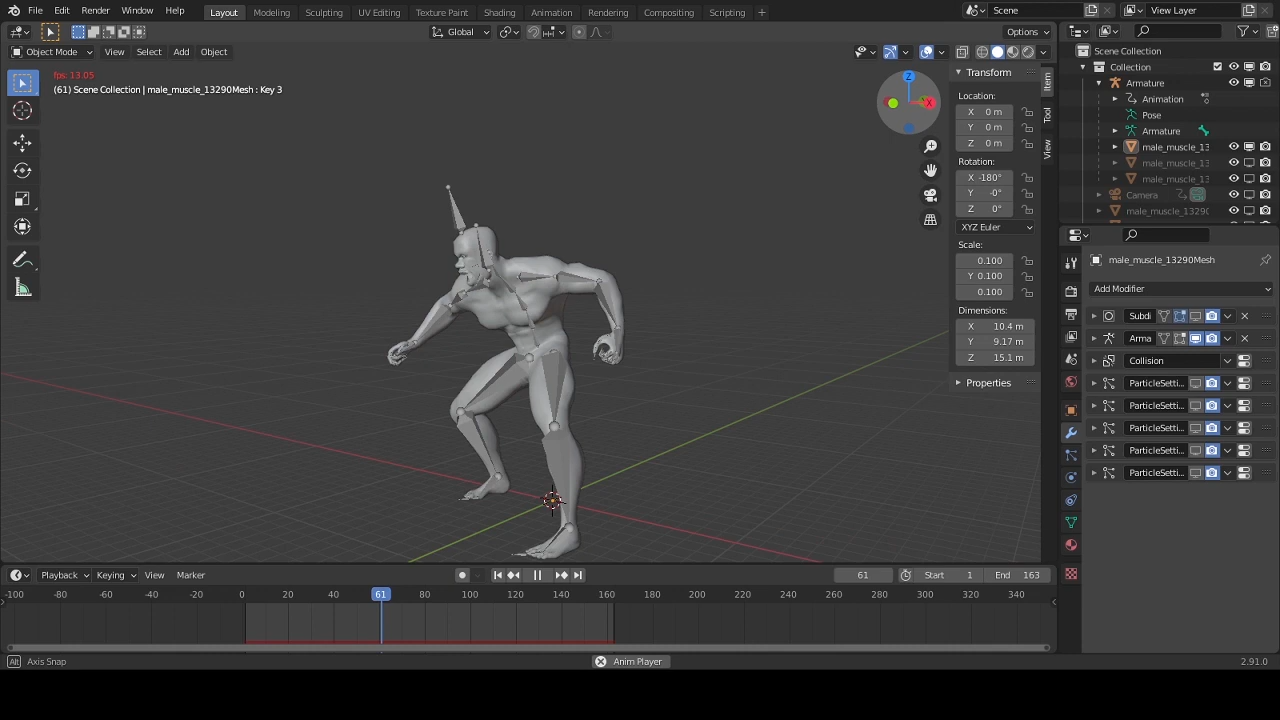 File Edit Render Window Help Layout Modeling Sculpting UV Editing Texture Paint Shading Animation Rendering Compositing Scripting + Scene View Layer
Global Options
Object Mode View Select Add Object
fps: 13.05
(61) Scene Collection | male_muscle_13290Mesh : Key 3
Z
X
Transform
Location:
X 0 m
Y 0 m
Z 0 m
Rotation:
X -180°
Y -0°
Z 0°
XYZ Euler
Scale:
0.100
Y 0.100
0.100
Dimensions:
X 10.4 m
Y 9.17 m
Z 15.1 m
Properties
Item
Tool
View
Scene Collection
Collection
Armature
Animation
Pose
Armature
male_muscle_13
male_muscle_13
male_muscle_13
Camera
male_muscle_1329
male_muscle_13290Mesh
Add Modifier
Subdi
Arma
Collision
ParticleSetti...
ParticleSetti...
ParticleSetti...
ParticleSetti...
ParticleSetti...
Playback Keying View Marker 61 Start 1 End 163
-100 -80 -60 -40 -20 0 20 40 61 80 100 120 140 160 180 200 220 240 260 280 300 320 340
Alt Axis Snap Anim Player 2.91.0